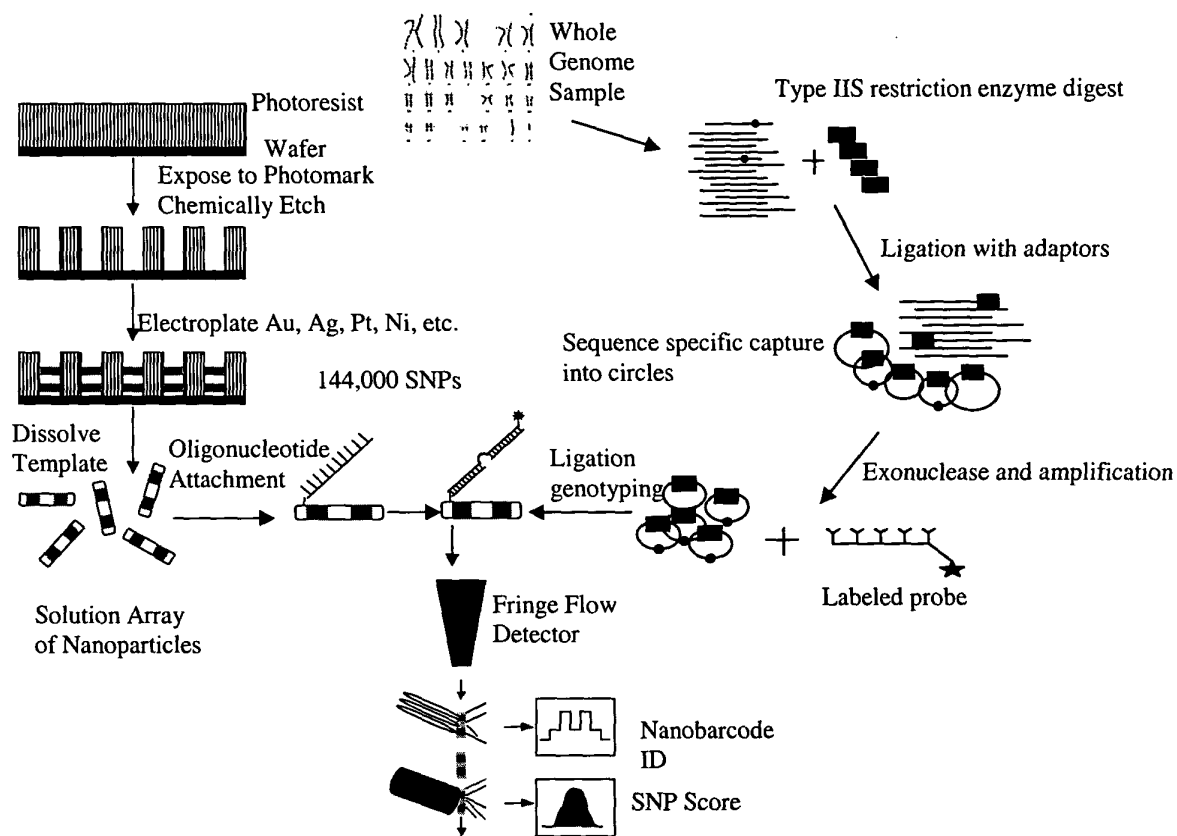 Whole
Genome
Sample
Type IIS restriction enzyme digest
Photoresist
Wafer
Expose to Photomark
Chemically Etch
Ligation with adaptors
Electroplate Au, Ag, Pt, Ni, etc.
144,000 SNPs
Sequence specific capture
into circles
Dissolve
Template
Oligonucleotide
Attachment
Ligation
genotyping
Exonuclease and amplification
Labeled probe
Solution Array
of Nanoparticles
Fringe Flow
Detector
Nanobarcode
ID
SNP Score